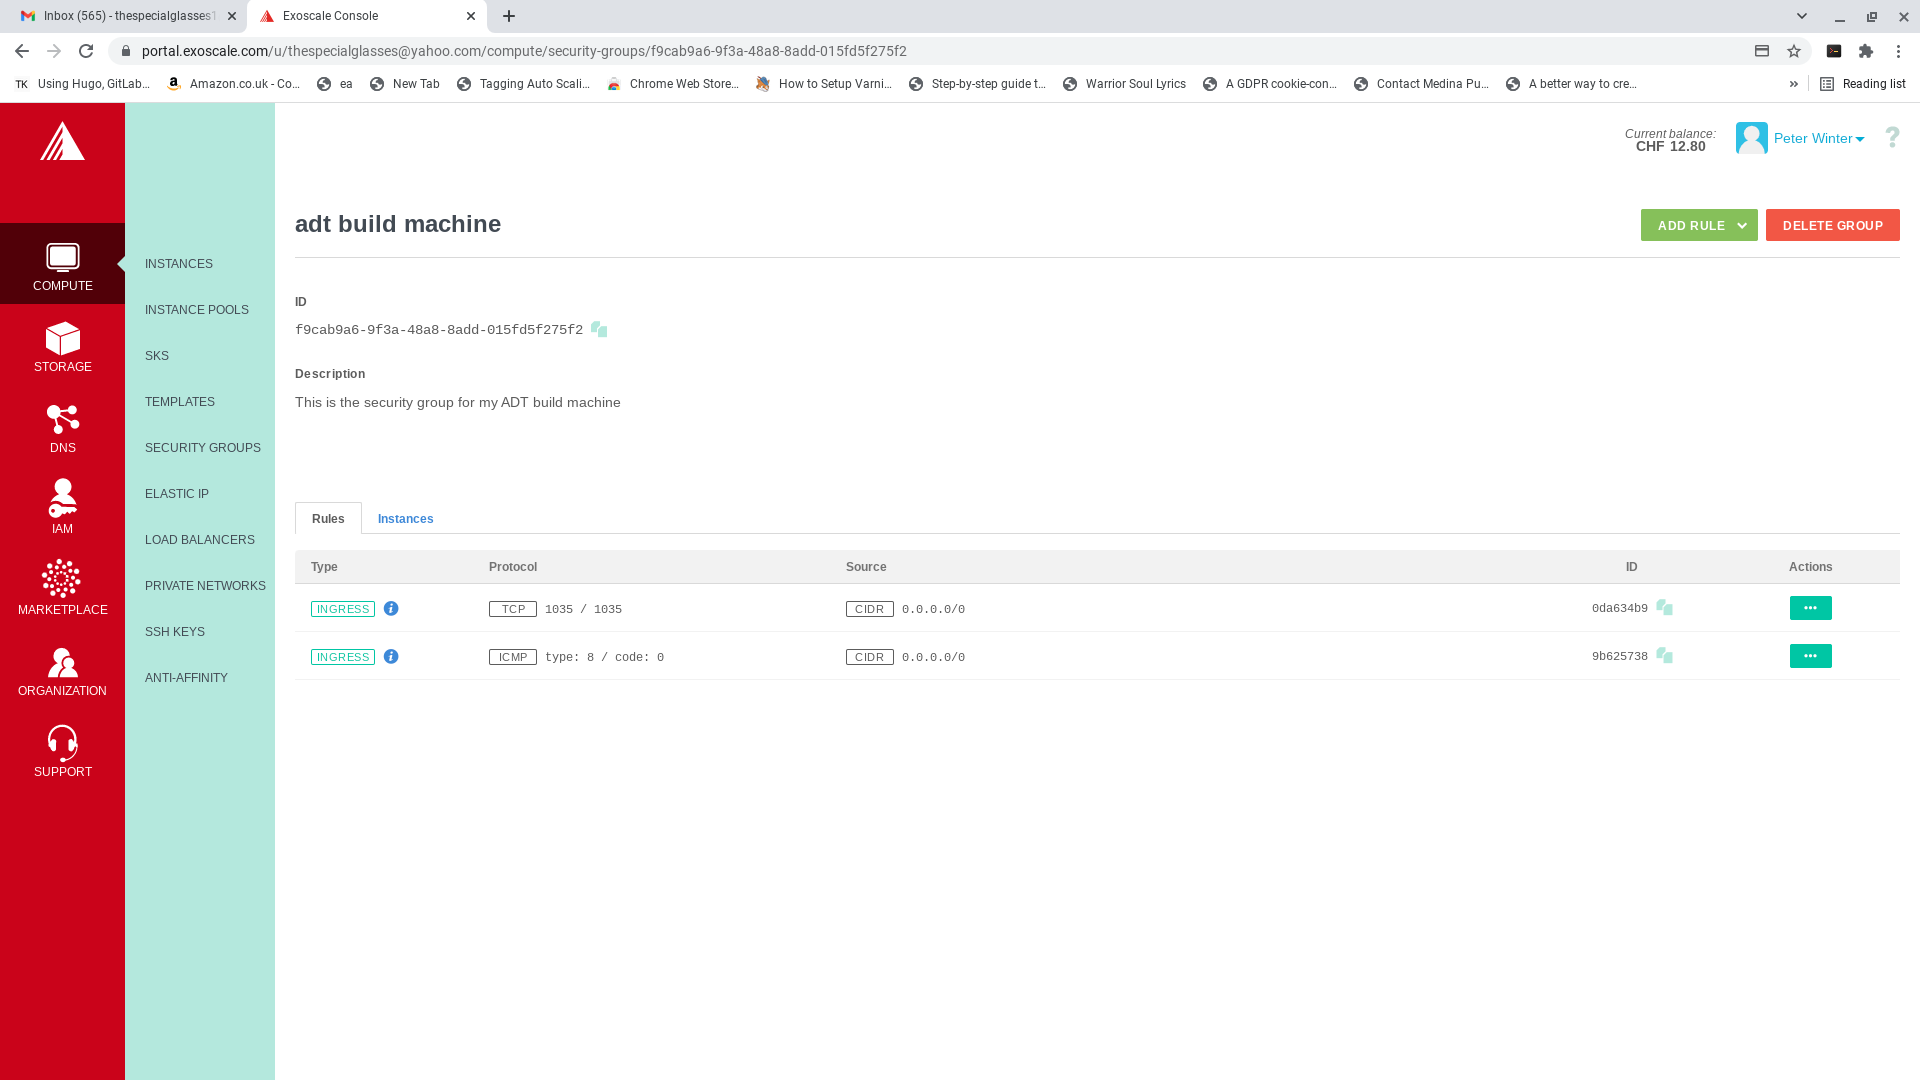 Inbox (565) - thespecialglasses1
Exoscale Console
portal.exoscale.com/u/thespecialglasses@yahoo.com/compute/security-groups/f9cab9a6-9f3a-48a8-8add-015fd5f275f2
TK Using Hugo, GitLab...
Amazon.co.uk - Co...
ea
New Tab
Tagging Auto Scali...
Chrome Web Store...
How to Setup Varni...
Step-by-step guide t...
Warrior Soul Lyrics
A GDPR cookie-con...
Contact Medina Pu...
A better way to cre...
»
Reading list
Current balance:
CHF 12.80
Peter Winter
?
adt build machine
ADD RULE
DELETE GROUP
COMPUTE
STORAGE
DNS
IAM
MARKETPLACE
ORGANIZATION
SUPPORT
INSTANCES
INSTANCE POOLS
SKS
TEMPLATES
SECURITY GROUPS
ELASTIC IP
LOAD BALANCERS
PRIVATE NETWORKS
SSH KEYS
ANTI-AFFINITY
ID
f9cab9a6-9f3a-48a8-8add-015fd5f275f2
Description
This is the security group for my ADT build machine
Rules Instances
Type Protocol Source ID Actions
INGRESS TCP 1035 / 1035 CIDR 0.0.0.0/0 0da634b9
INGRESS ICMP type: 8 / code: 0 CIDR 0.0.0.0/0 9b625738